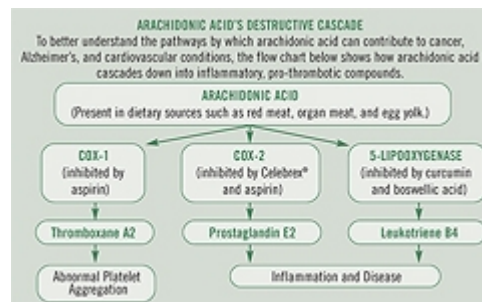 ARACHIDONIC ACID'S DESTRUCTIVE CASCADE
To better understand the pathways by which arachidonic acid can contribute to cancer,
Alzheimer's, and cardiovascular conditions, the flow chart below shows how arachidonic acid
cascades down into inflammatory, pro-thrombotic compounds.
ARACHIDONIC ACID
(Present in dietary sources such as red meat, organ meat, and egg yolk.)
COX-1
(inhibited by
aspirin)
COX-2
(inhibited by Celebrex®
and aspirin)
5-LIPOOXYGENASE
(inhibited by curcumin
and boswellic acid)
Thromboxane A2
Prostaglandin E2
Leukotriene B4
Abnormal Platelet
Aggregation
Inflammation and Disease